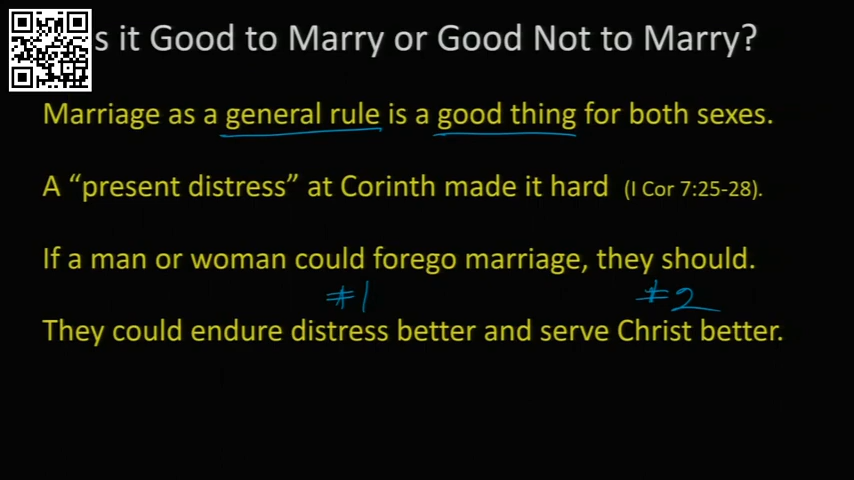 s it Good to Marry or Good Not to Marry?
Marriage as a general rule is a good thing for both sexes.
A “present distress” at Corinth made it hard (I Cor 7:25-28).
If a man or woman could forego marriage, they should.
#1 #2
They could endure distress better and serve Christ better.